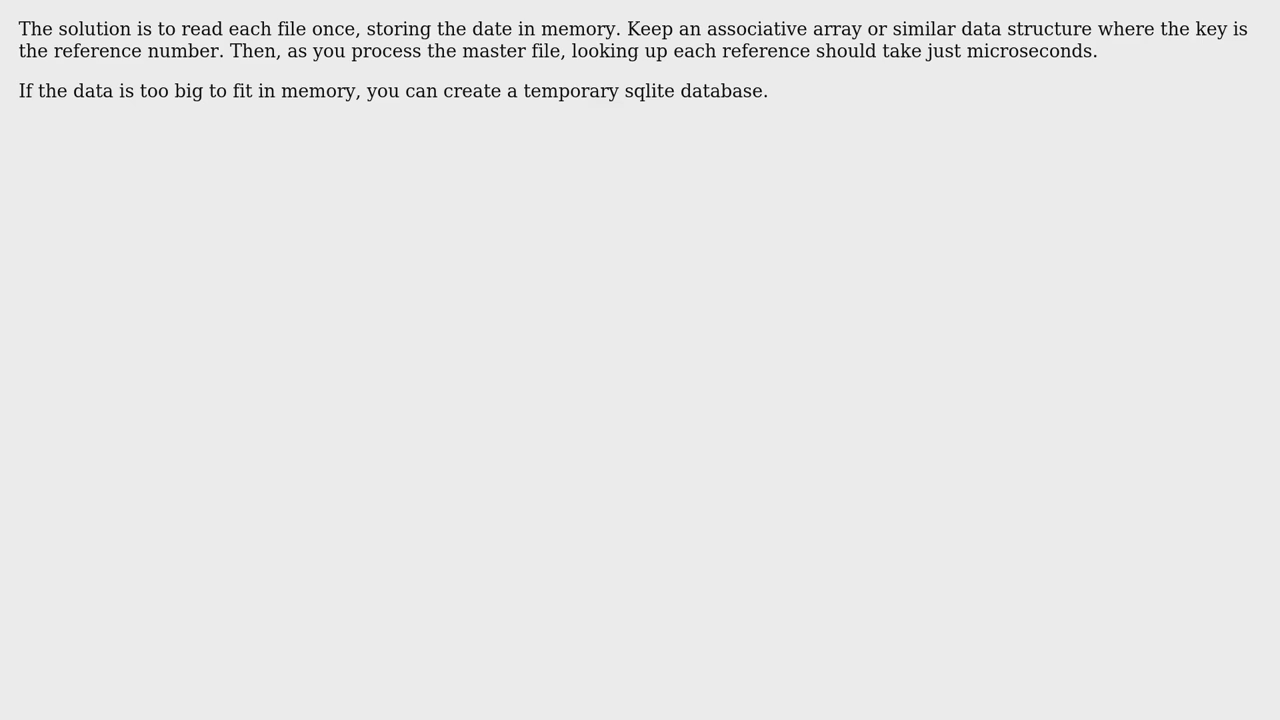 The solution is to read each file once, storing the date in memory. Keep an associative array or similar data structure where the key is
the reference number. Then, as you process the master file, looking up each reference should take just microseconds.
If the data is too big to fit in memory, you can create a temporary sqlite database.